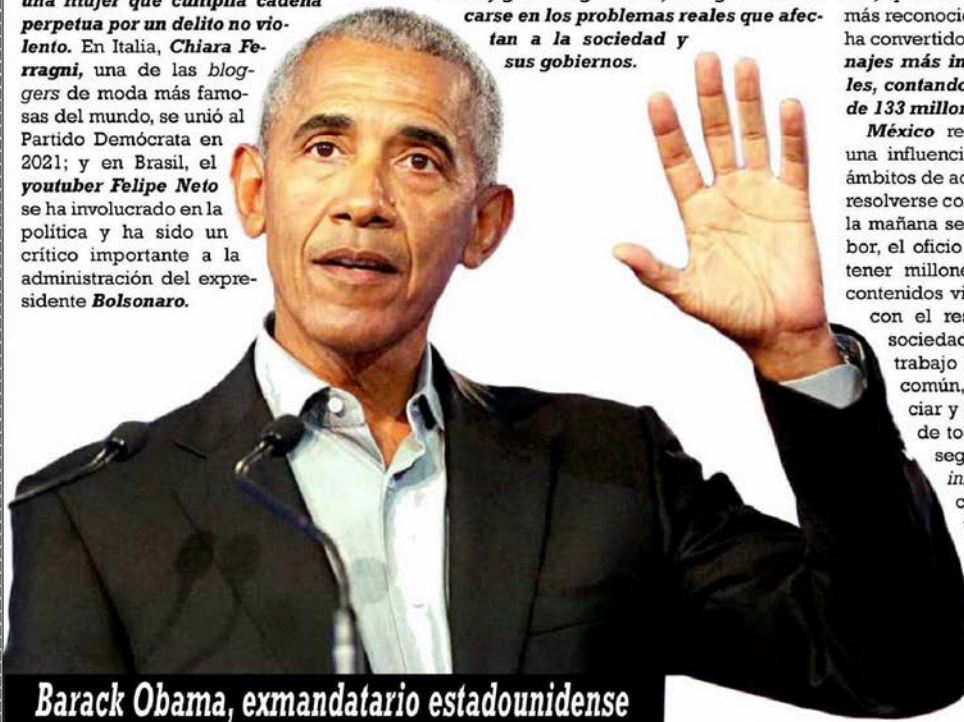 una mujer que cumplía cadena
perpetua por un delito no vio-
lento. En Italia, Chiara Fe-
rragni, una de las blog-
gers de moda más famo-
sas del mundo, se unió al
Partido Demócrata en
2021; y en Brasil, el
youtuber Felipe Neto
se ha involucrado en la
política y ha sido un
crítico importante a la
administración del expre-
sidente Bolsonaro.
carse en los problemas reales que afec-
tan a la sociedad y
sus gobiernos.
más reconocid
ha convertido
najes más in
les, contando
de 133 millon
México re
una influenci
ámbitos de ac
resolverse co
la mañana se
bor, el oficio
tener millone
contenidos vi
con el res
sociedad
trabajo
común,
ciar y
de to
seg
in
c
Barack Obama, exmandatario estadounidense